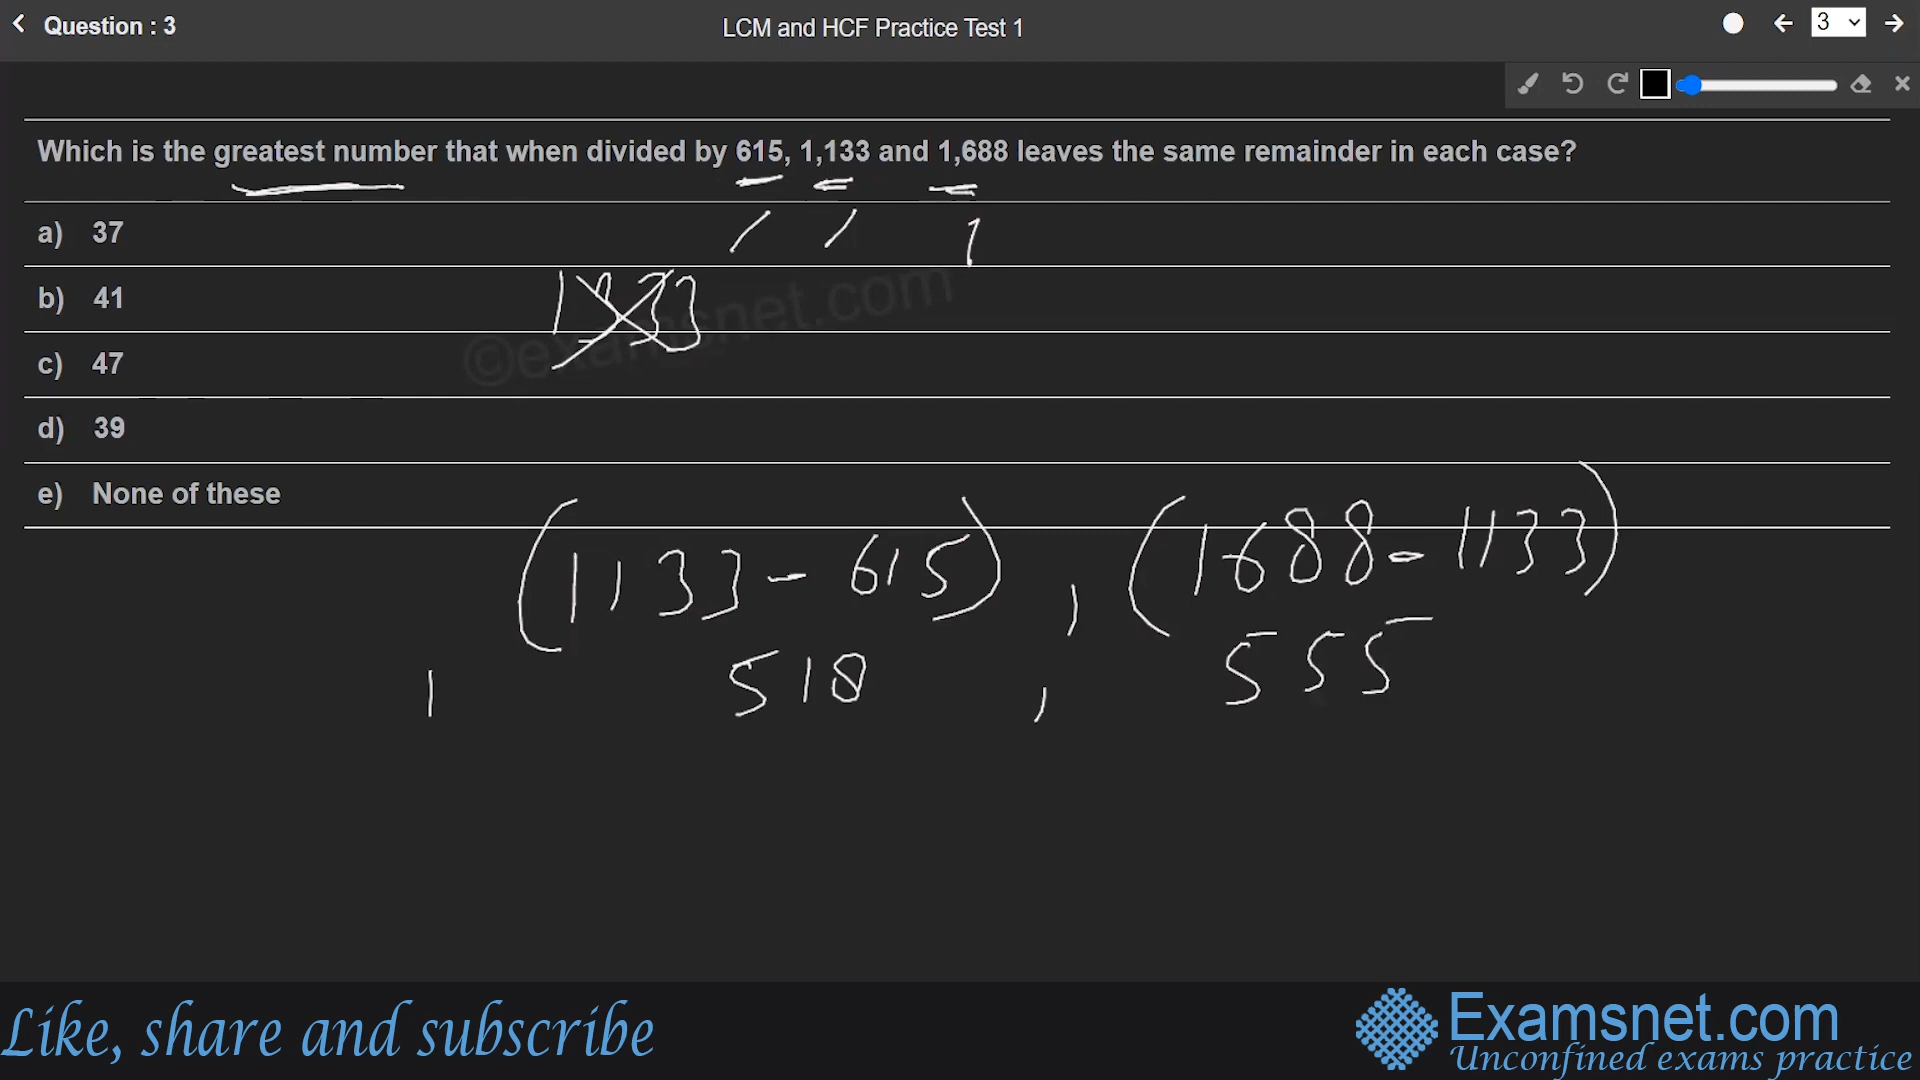 Question : 3
LCM and HCF Practice Test 1
3
Which is the greatest number that when divided by 615, 1,133 and 1,688 leaves the same remainder in each case?
a) 37
b) 41
c) 47
d) 39
e) None of these
©examsnet.com
(1133 - 615) , (1688 - 1133)
518 , 555
Like, share and subscribe
Examsnet.com
Unconfined exams practice